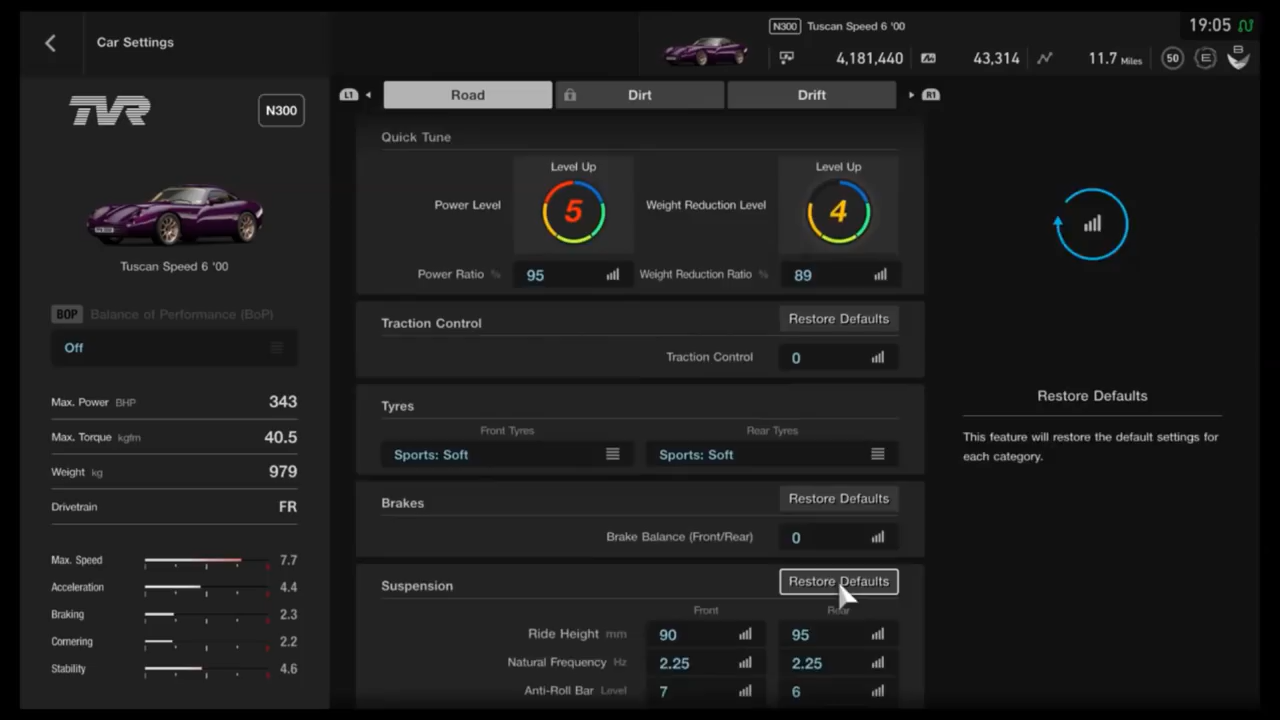 Car Settings
N300 Tuscan Speed 6 '00
19:05
4,181,440
43,314
11.7 Miles
50
E
B
TVR
N300
Tuscan Speed 6 '00
BOP Balance of Performance (BoP)
Off
Max. Power BHP 343
Max. Torque kgfm 40.5
Weight kg 979
Drivetrain FR
Max. Speed 7.7
Acceleration 4.4
Braking 2.3
Cornering 2.2
Stability 4.6
L1 Road Dirt Drift R1
Quick Tune
Level Up Level Up
Power Level 5 Weight Reduction Level 4
Power Ratio % 95 Weight Reduction Ratio % 89
Traction Control Restore Defaults
Traction Control 0
Tyres
Front Tyres Rear Tyres
Sports: Soft Sports: Soft
Brakes Restore Defaults
Brake Balance (Front/Rear) 0
Suspension Restore Defaults
Front Rear
Ride Height mm 90 95
Natural Frequency Hz 2.25 2.25
Anti-Roll Bar Level 7 6
Restore Defaults
This feature will restore the default settings for
each category.